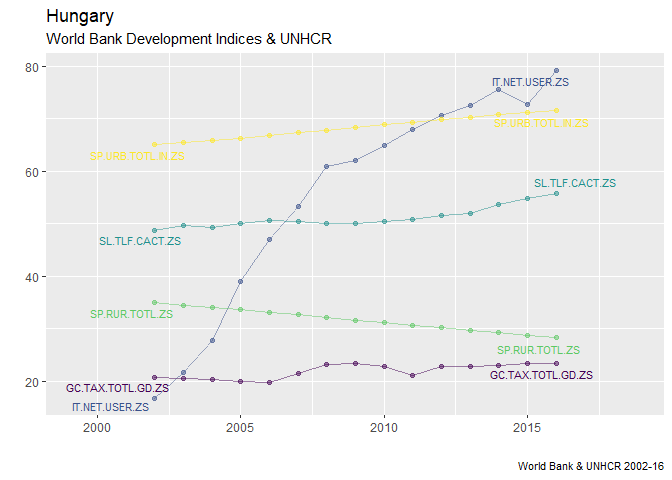 Hungary
World Bank Development Indices & UNHCR
80
IT.NET.USER.ZS
SP.URB.TOTL.IN.ZS
SP.URB.TOTL.IN.ZS
60
SL.TLF.CACT.ZS
SL.TLF.CACT.ZS
40
SP.RUR.TOTL.ZS
SP.RUR.TOTL.ZS
20
GC.TAX.TOTL.GD.ZS
GC.TAX.TOTL.GD.ZS
IT.NET.USER.ZS
2000
2005
2010
2015
World Bank & UNHCR 2002-16